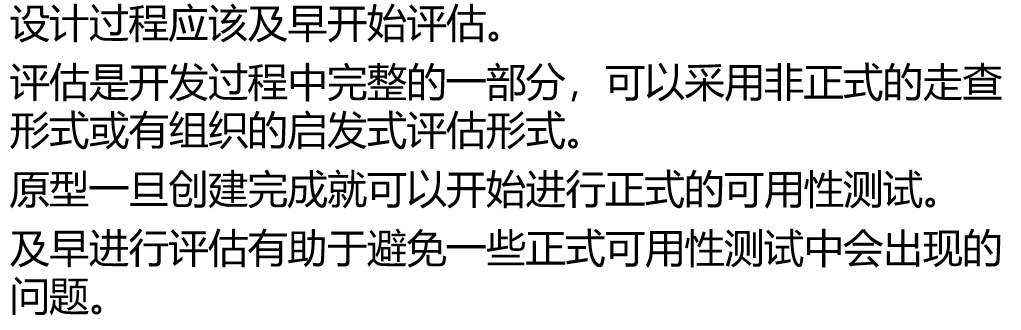 设计过程应该及早开始评估。
评估是开发过程中完整的一部分，可以采用非正式的走查
形式或有组织的启发式评估形式。
原型一旦创建完成就可以开始进行正式的可用性测试。
及早进行评估有助于避免一些正式可用性测试中会出现的
问题。